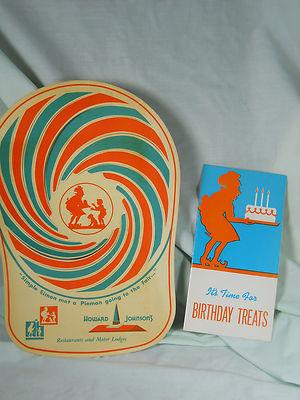 "Simple Simon met a Pieman going to the fair..."
HOWARD JOHNSON'S
Restaurants and Motor Lodges
It's Time For
BIRTHDAY TREATS